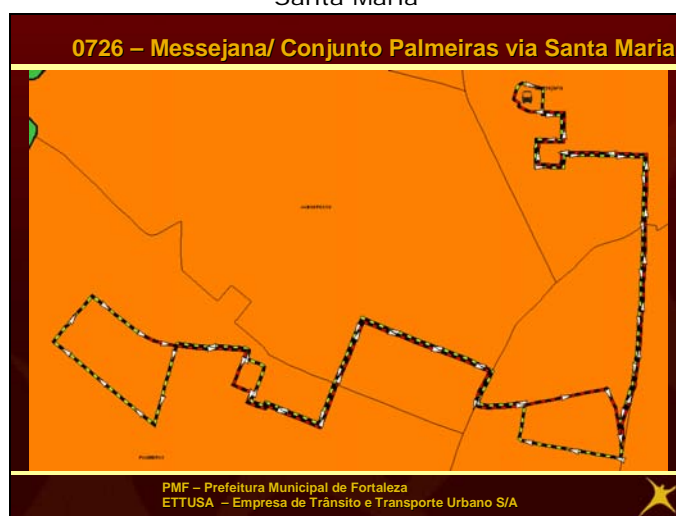 Santa Maria
0726 – Messejana/ Conjunto Palmeiras via Santa Maria
PMF – Prefeitura Municipal de Fortaleza
ETTUSA – Empresa de Trânsito e Transporte Urbano S/A